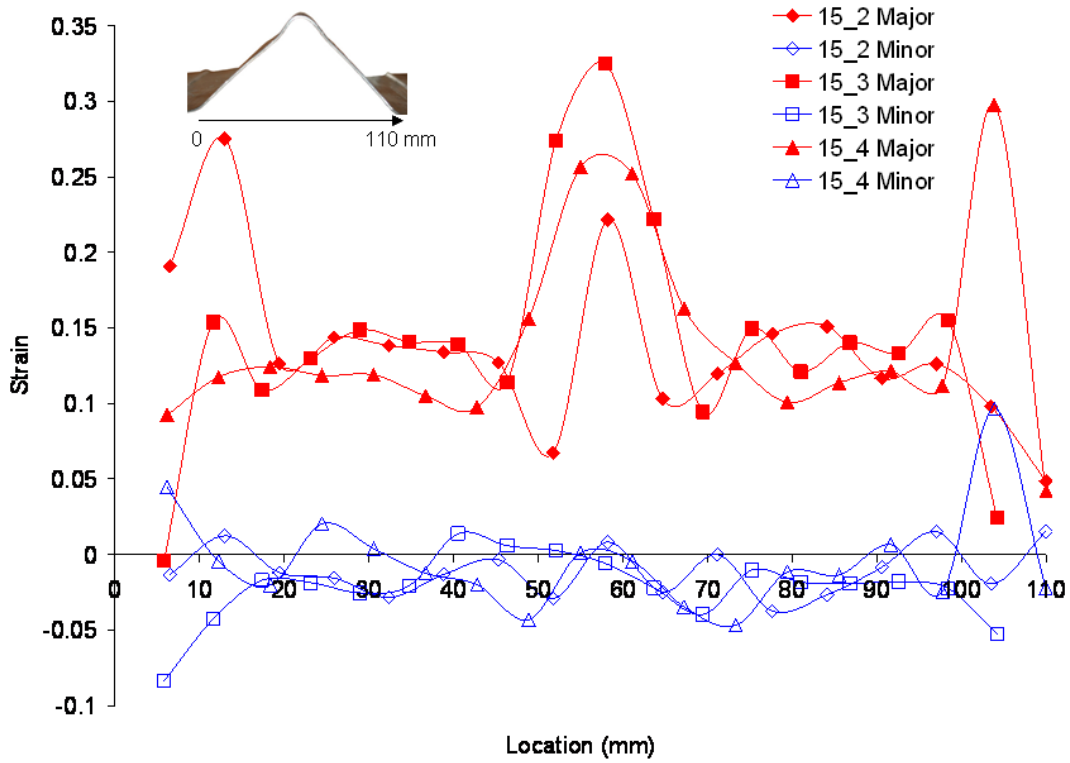 0.35
0.3
0.25
0.2
0.15
0.1
0.05
0
-0.05
-0.1
Strain
0 110 mm
15_2 Major
15_2 Minor
15_3 Major
15_3 Minor
15_4 Major
15_4 Minor
0 10 20 30 40 50 60 70 80 90 100 110
Location (mm)